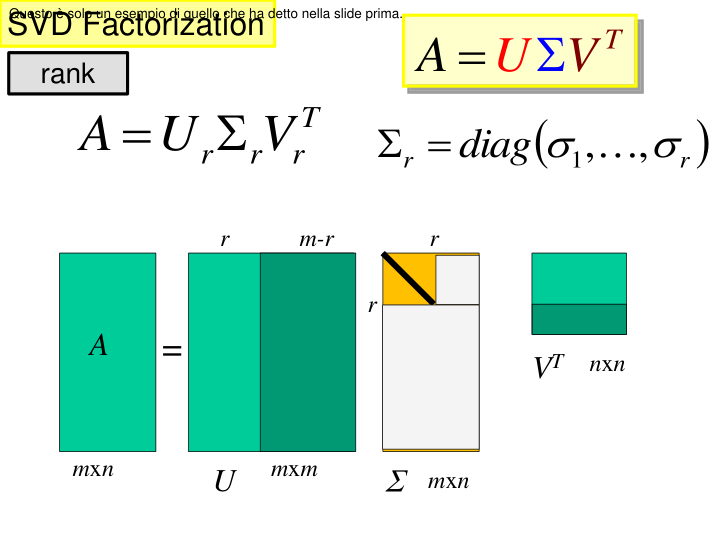 Questo è solo un esempio di quello che ha detto nella slide prima.
SVD Factorization
A = U Σ V^T
rank
A = U_r Σ_r V_r^T
Σ_r = diag(σ_1,…,σ_r)
r m-r r
r
A
=
V^T nxn
mxn mxm
U Σ mxn